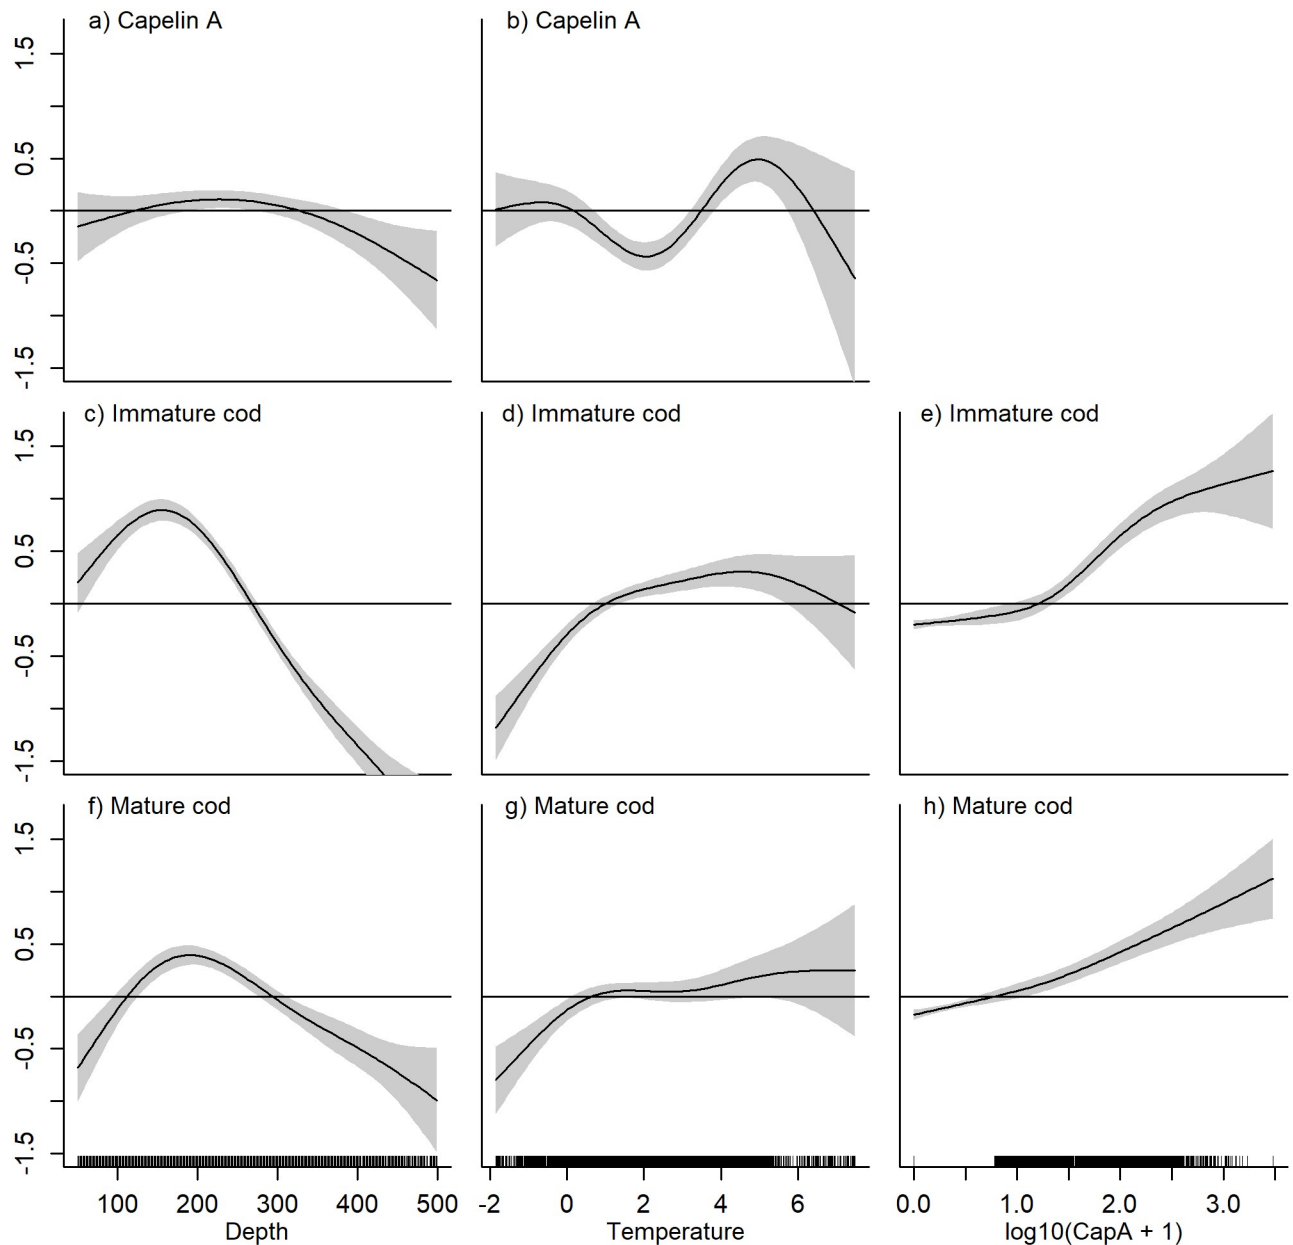 a) Capelin A
b) Capelin A
1.5
0.5
-0.5
-1.5
c) Immature cod
d) Immature cod
e) Immature cod
1.5
0.5
-0.5
-1.5
f) Mature cod
g) Mature cod
h) Mature cod
1.5
0.5
-0.5
-1.5
100 200 300 400 500
-2 0 2 4 6
0.0 1.0 2.0 3.0
Depth
Temperature
log10(CapA + 1)